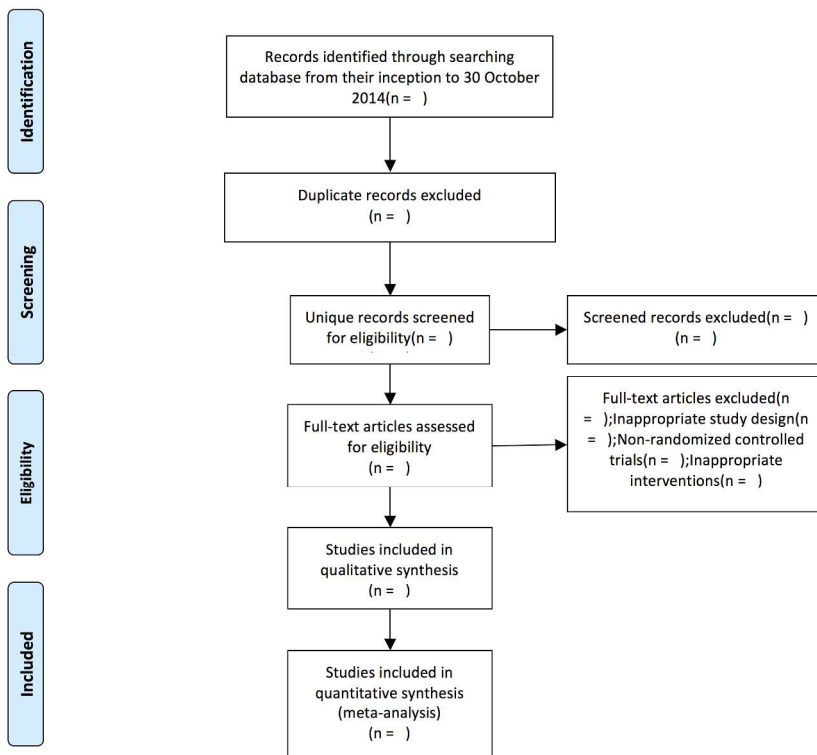 Identification
Records identified through searching
database from their inception to 30 October
2014(n =   )
Duplicate records excluded
(n =   )
Screening
Unique records screened
for eligibility(n =   )
Screened records excluded(n =   )
(n =   )
Eligibility
Full-text articles assessed
for eligibility
(n =   )
Full-text articles excluded(n
=   );Inappropriate study design(n
=   );Non-randomized controlled
trials(n =   );Inappropriate
interventions(n =   )
Studies included in
qualitative synthesis
(n =   )
Included
Studies included in
quantitative synthesis
(meta-analysis)
(n =   )